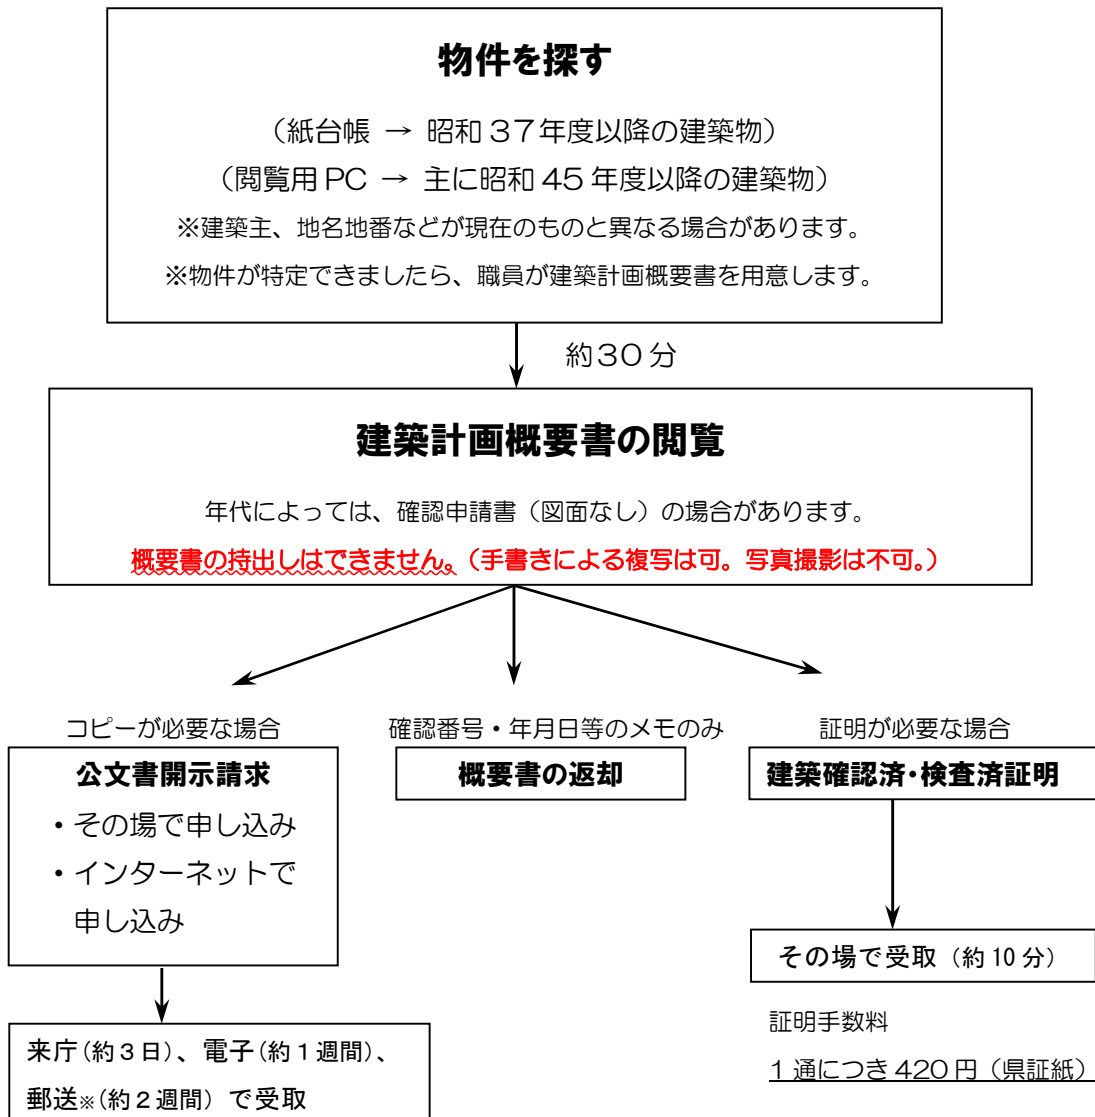 物件を探す
（紙台帳 → 昭和３７年度以降の建築物）
（閲覧用 PC → 主に昭和 45 年度以降の建築物）
※建築主、地名地番などが現在のものと異なる場合があります。
※物件が特定できましたら、職員が建築計画概要書を用意します。
約３０分
建築計画概要書の閲覧
年代によっては、確認申請書（図面なし）の場合があります。
概要書の持出しはできません。（手書きによる複写は可。写真撮影は不可。）
コピーが必要な場合
公文書開示請求
・その場で申し込み
・インターネットで
申し込み
来庁（約３日）、電子（約１週間）、
郵送※（約２週間）で受取
確認番号・年月日等のメモのみ
概要書の返却
証明が必要な場合
建築確認済・検査済証明
その場で受取（約 10 分）
証明手数料
１通につき 420 円（県証紙）